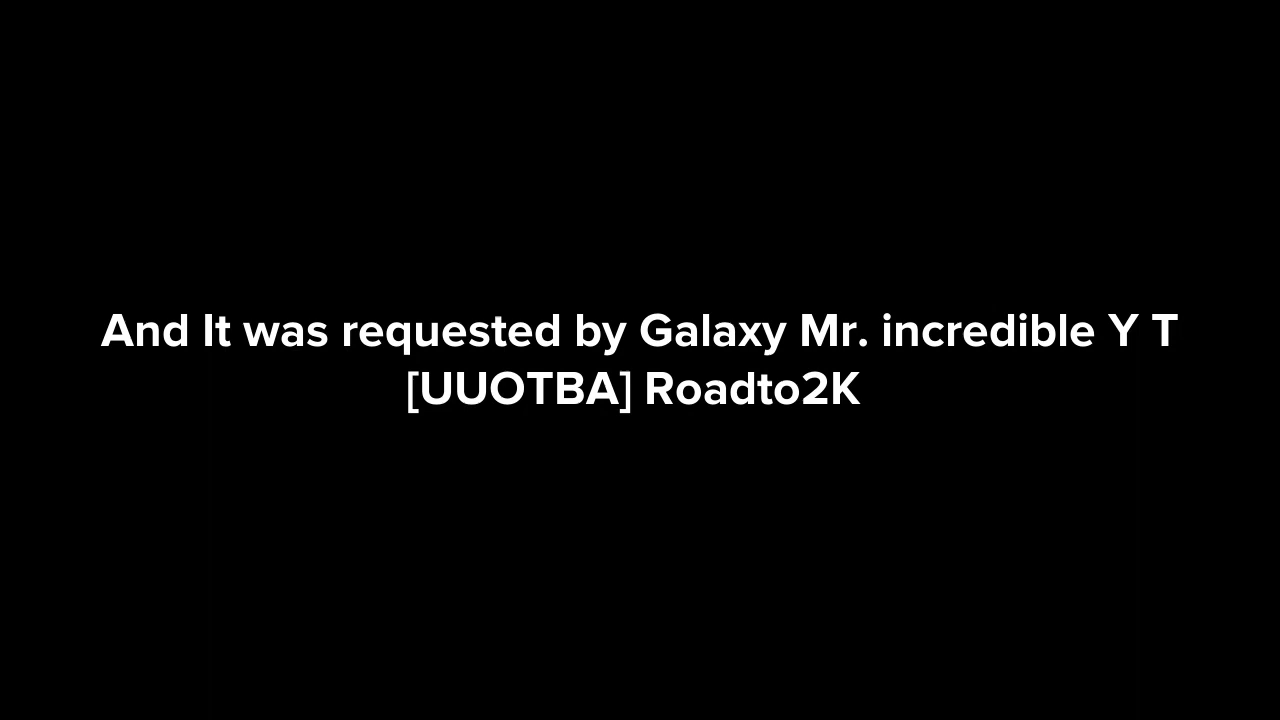 And It was requested by Galaxy Mr. incredible Y T
[UUOTBA] Roadto2K